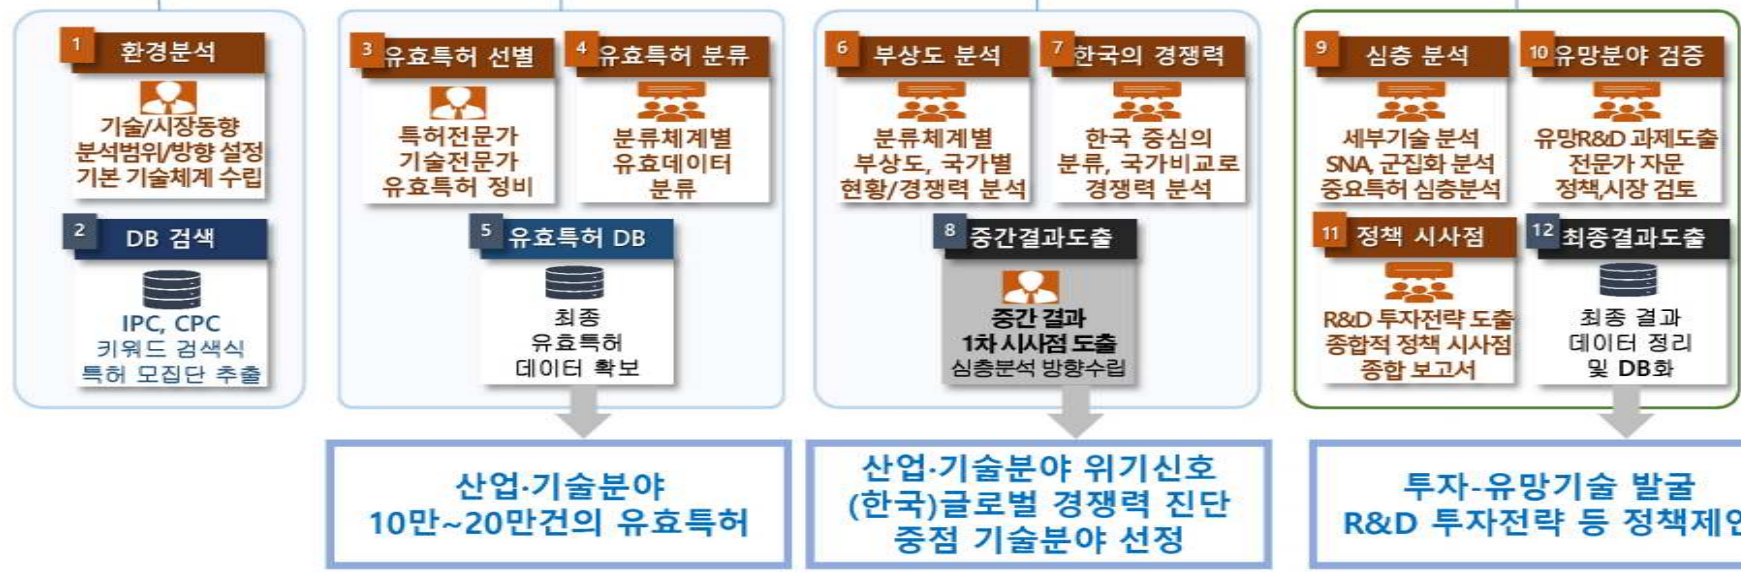 1
환경분석
기술/시장동향
분석범위/방향 설정
기본 기술체계 수립
2
DB 검색
IPC, CPC
키워드 검색식
특허 모집단 추출
3
유효특허 선별
특허전문가
기술전문가
유효특허 정비
4
유효특허 분류
분류체계별
유효데이터
분류
5
유효특허 DB
최종
유효특허
데이터 확보
산업·기술분야
10만~20만건의 유효특허
6
부상도 분석
분류체계별
부상도, 국가별
현황/경쟁력 분석
7
한국의 경쟁력
한국 중심의
분류, 국가비교로
경쟁력 분석
8
중간결과도출
중간 결과
1차 시사점 도출
심층분석 방향수립
산업·기술분야 위기신호
(한국)글로벌 경쟁력 진단
중점 기술분야 선정
9
심층 분석
세부기술 분석
SNA, 군집화 분석
중요특허 심층분석
10
유망분야 검증
유망R&D 과제도출
전문가 자문
정책,시장 검토
11
정책 시사점
R&D 투자전략 도출
종합적 정책 시사점
종합 보고서
12
최종결과도출
최종 결과
데이터 정리
및 DB화
투자-유망기술 발굴
R&D 투자전략 등 정책제언